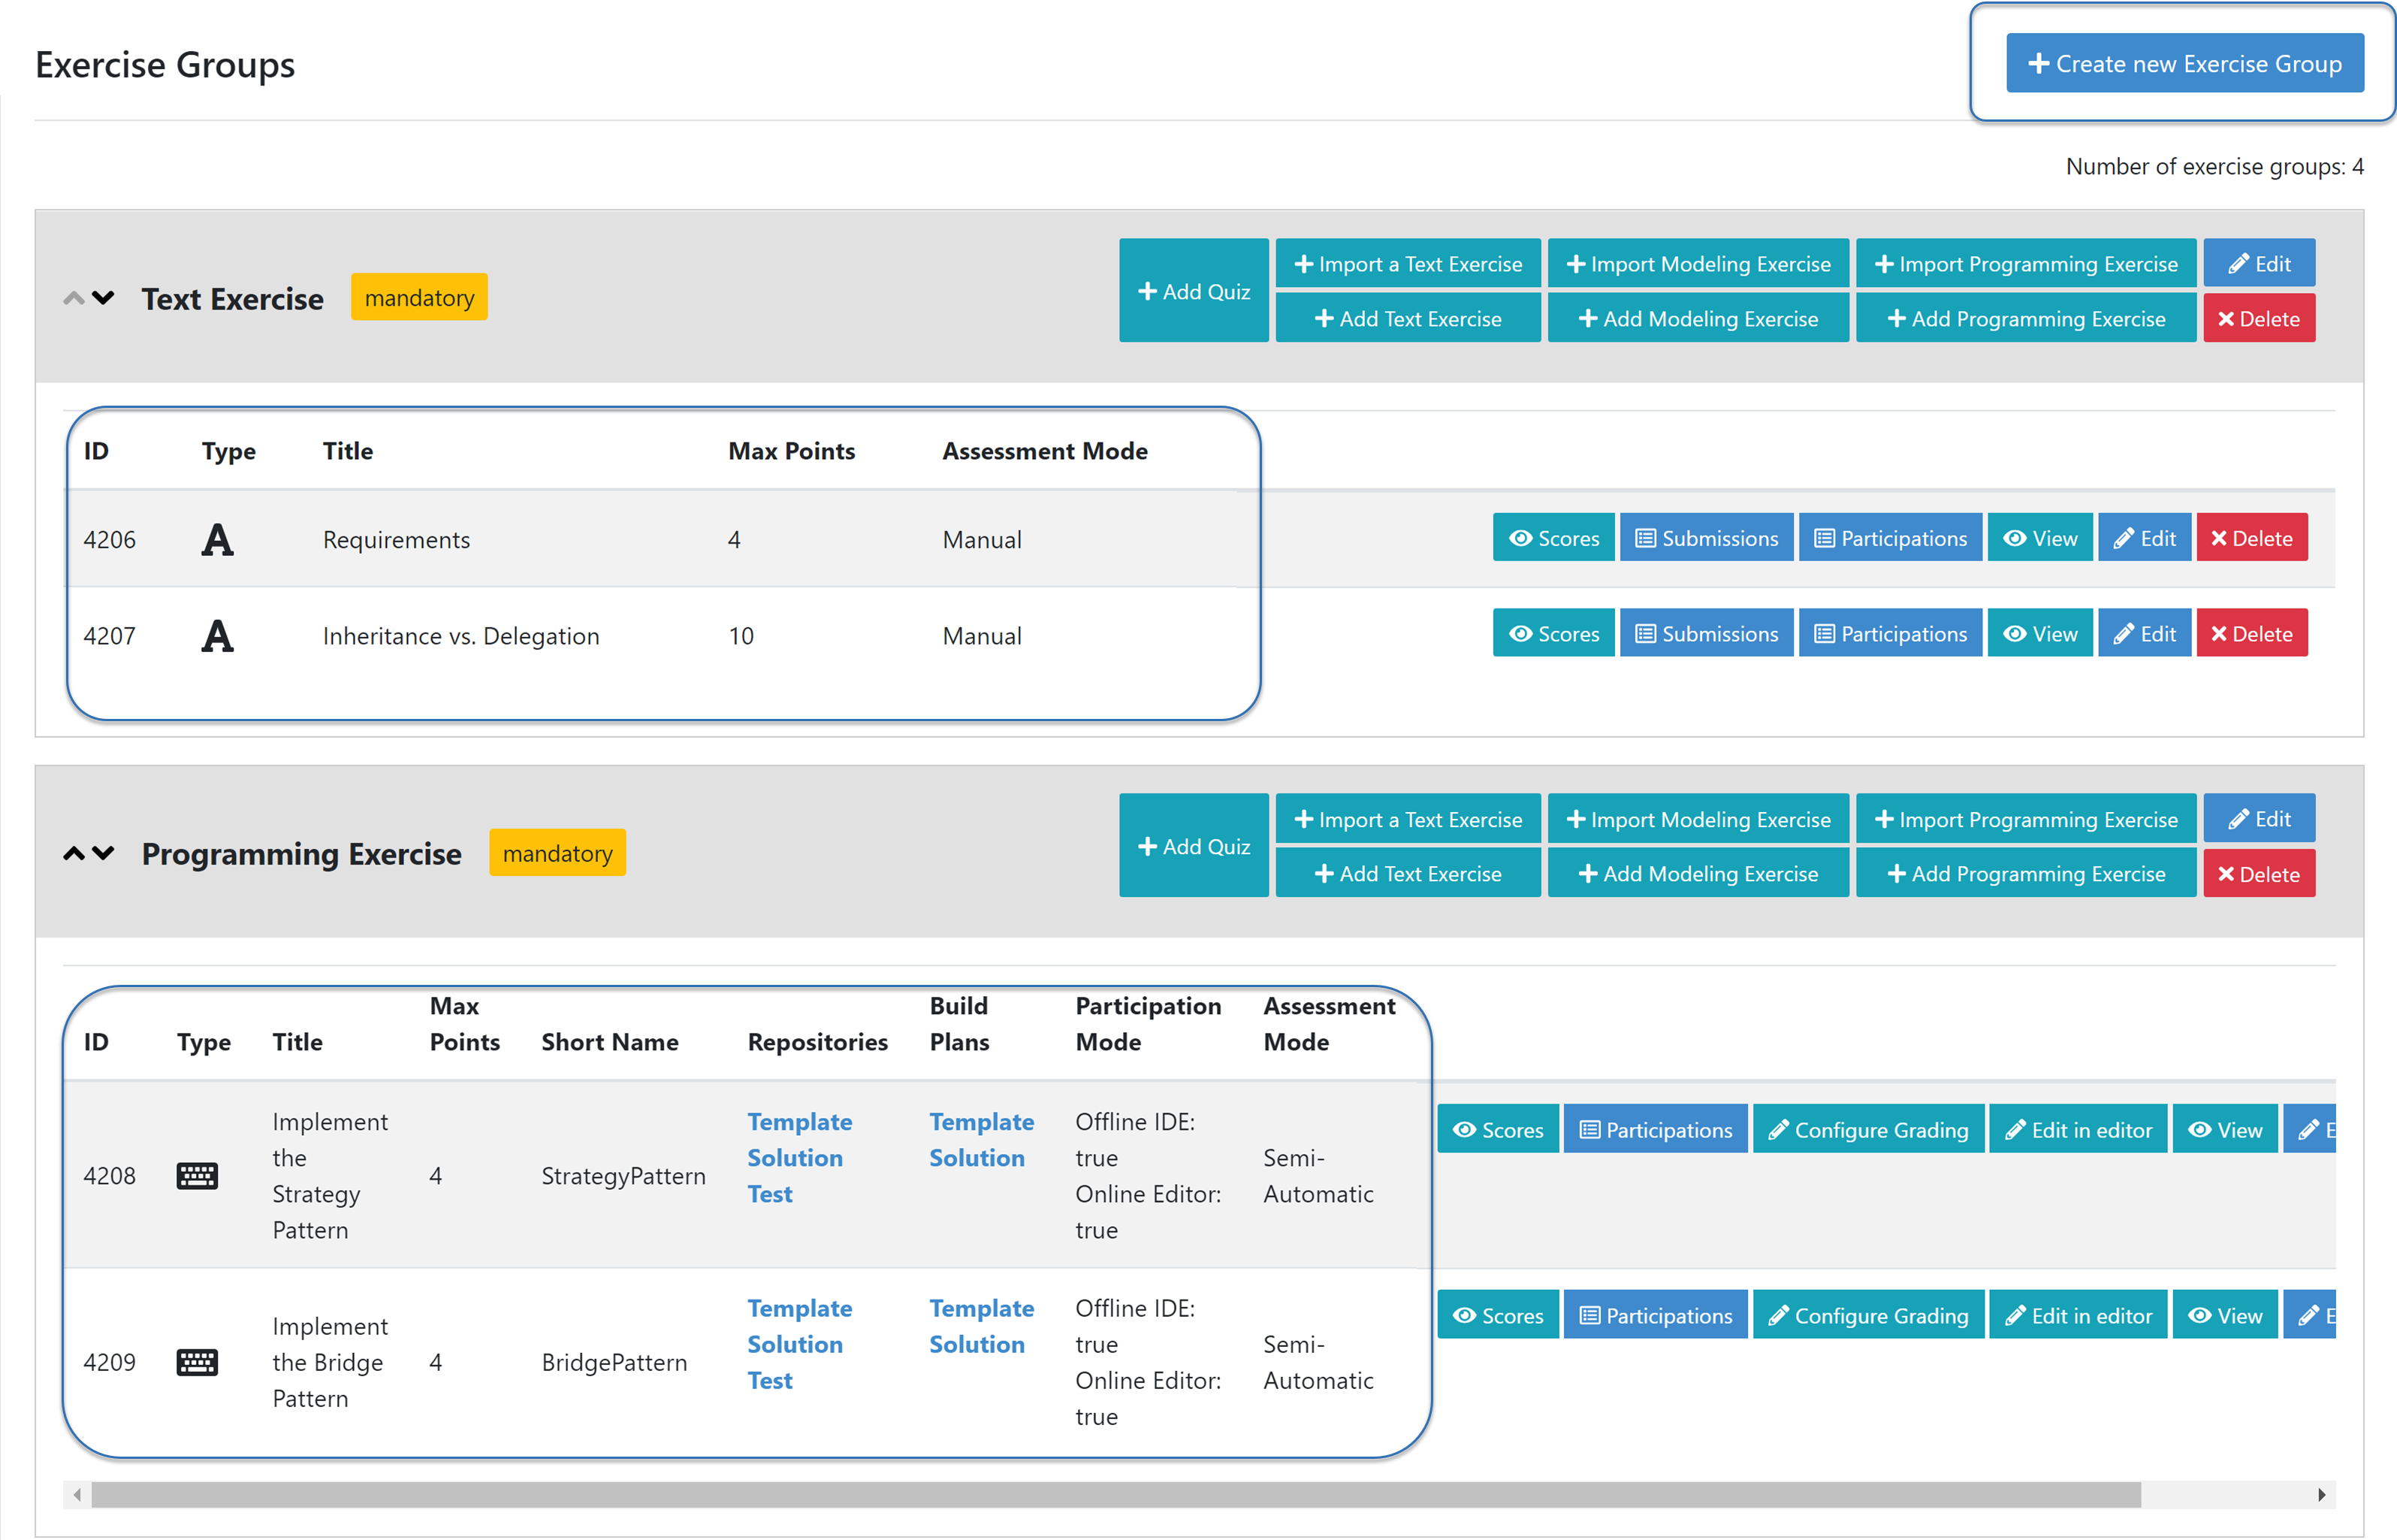 Exercise Groups
Create new Exercise Group
Number of exercise groups: 4
Text Exercise mandatory
Add Quiz
Import a Text Exercise Import Modeling Exercise Import Programming Exercise Edit
Add Text Exercise Add Modeling Exercise Add Programming Exercise Delete
ID Type Title Max Points Assessment Mode
4206 A Requirements 4 Manual Scores Submissions Participations View Edit Delete
4207 A Inheritance vs. Delegation 10 Manual Scores Submissions Participations View Edit Delete
Programming Exercise mandatory
Add Quiz
Import a Text Exercise Import Modeling Exercise Import Programming Exercise Edit
Add Text Exercise Add Modeling Exercise Add Programming Exercise Delete
ID
Type
Title
Max
Points
Short Name
Repositories
Build
Plans
Participation
Mode
Assessment
Mode
4208
Implement
the
Strategy
Pattern
4
StrategyPattern
Template
Solution
Test
Template
Solution
Offline IDE:
true
Online Editor:
true
Semi-
Automatic
Scores Participations Configure Grading Edit in editor View E
4209
Implement
the Bridge
Pattern
4
BridgePattern
Template
Solution
Test
Template
Solution
Offline IDE:
true
Online Editor:
true
Semi-
Automatic
Scores Participations Configure Grading Edit in editor View E